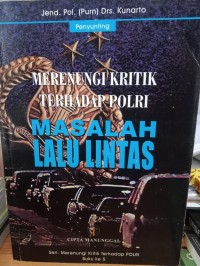 Jend. Pol. (Purn) Drs. Kunarto
Penyunting
MERENUNGI KRITIK
TERHADAP POLRI
MASALAH
LALU LINTAS
CIPTA MANUNGGAL
Seri: Merenungi Kritik Terhadap POLRI
Buku ke 5